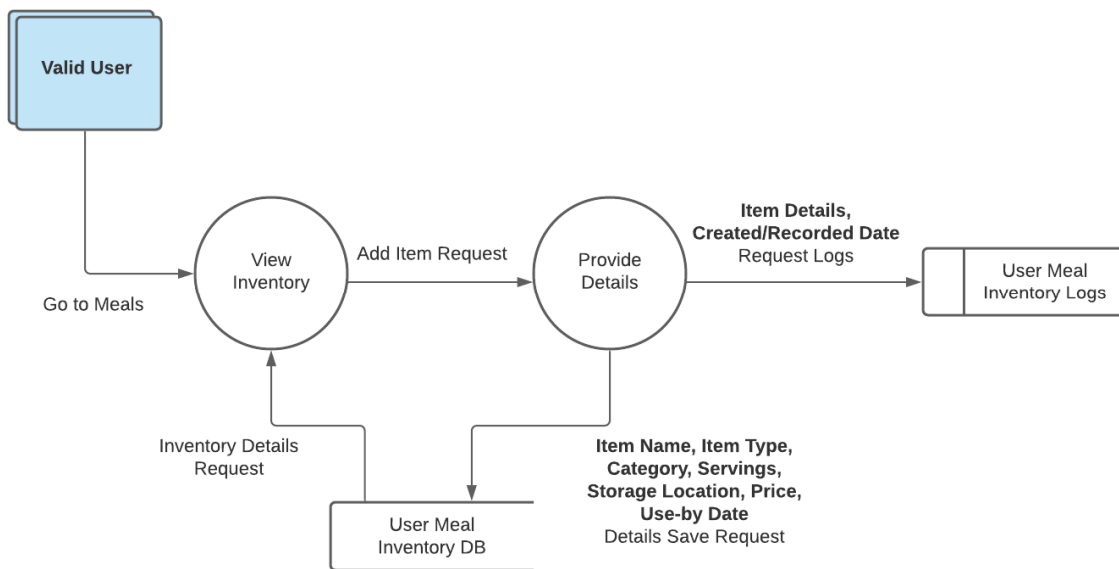 Valid User
Go to Meals
View
Inventory
Add Item Request
Provide
Details
Item Details,
Created/Recorded Date
Request Logs
User Meal
Inventory Logs
Inventory Details
Request
User Meal
Inventory DB
Item Name, Item Type,
Category, Servings,
Storage Location, Price,
Use-by Date
Details Save Request